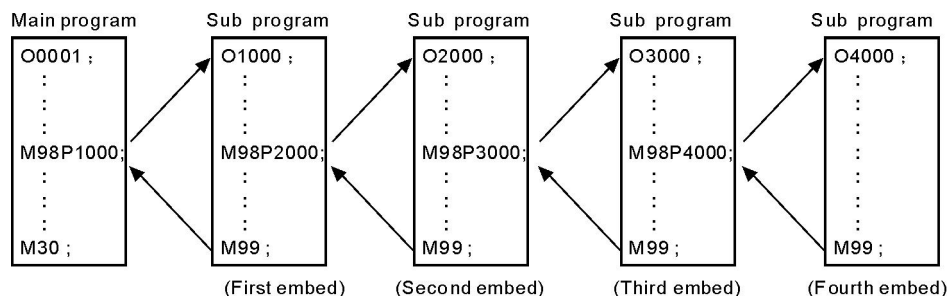 Main program
O0001 ;
:
:
:
M98P1000;
:
:
:
M30 ;
Sub program
O1000 ;
:
:
:
M98P2000;
:
:
:
M99 ;
(First embed)
Sub program
O2000 ;
:
:
:
M98P3000;
:
:
:
M99 ;
(Second embed)
Sub program
O3000 ;
:
:
:
M98P4000;
:
:
:
M99 ;
(Third embed)
Sub program
O4000 ;
:
:
:
:
:
:
:
M99 ;
(Fourth embed)